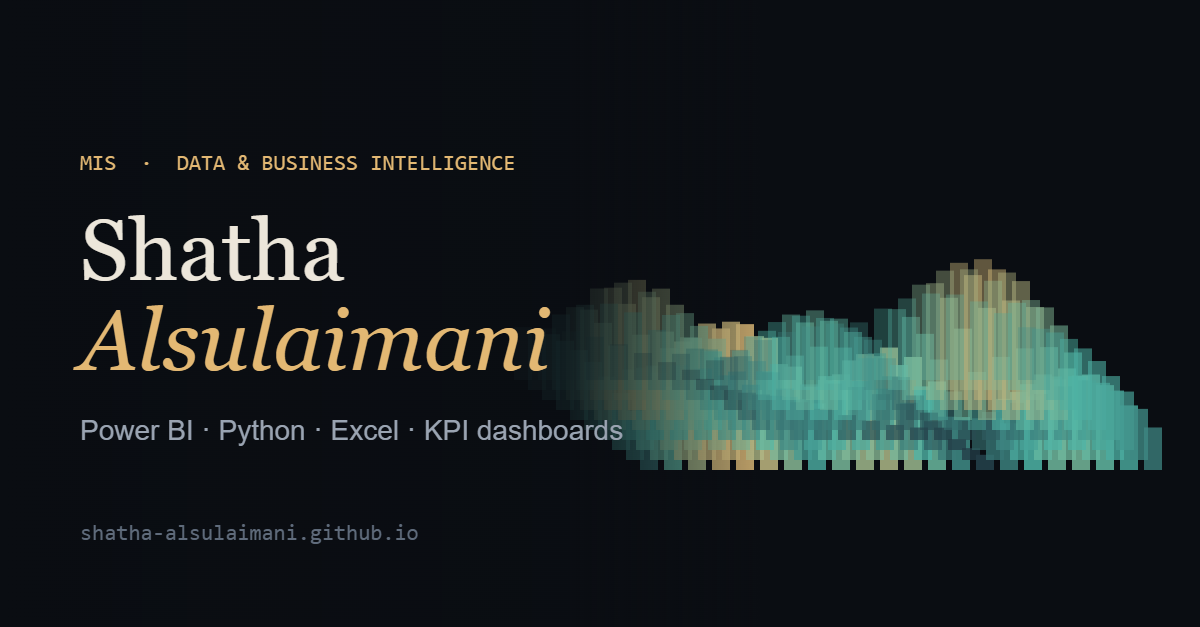 MIS · DATA & BUSINESS INTELLIGENCE
Shatha
Alsulaimani
Power BI · Python · Excel · KPI dashboards
shatha-alsulaimani.github.io